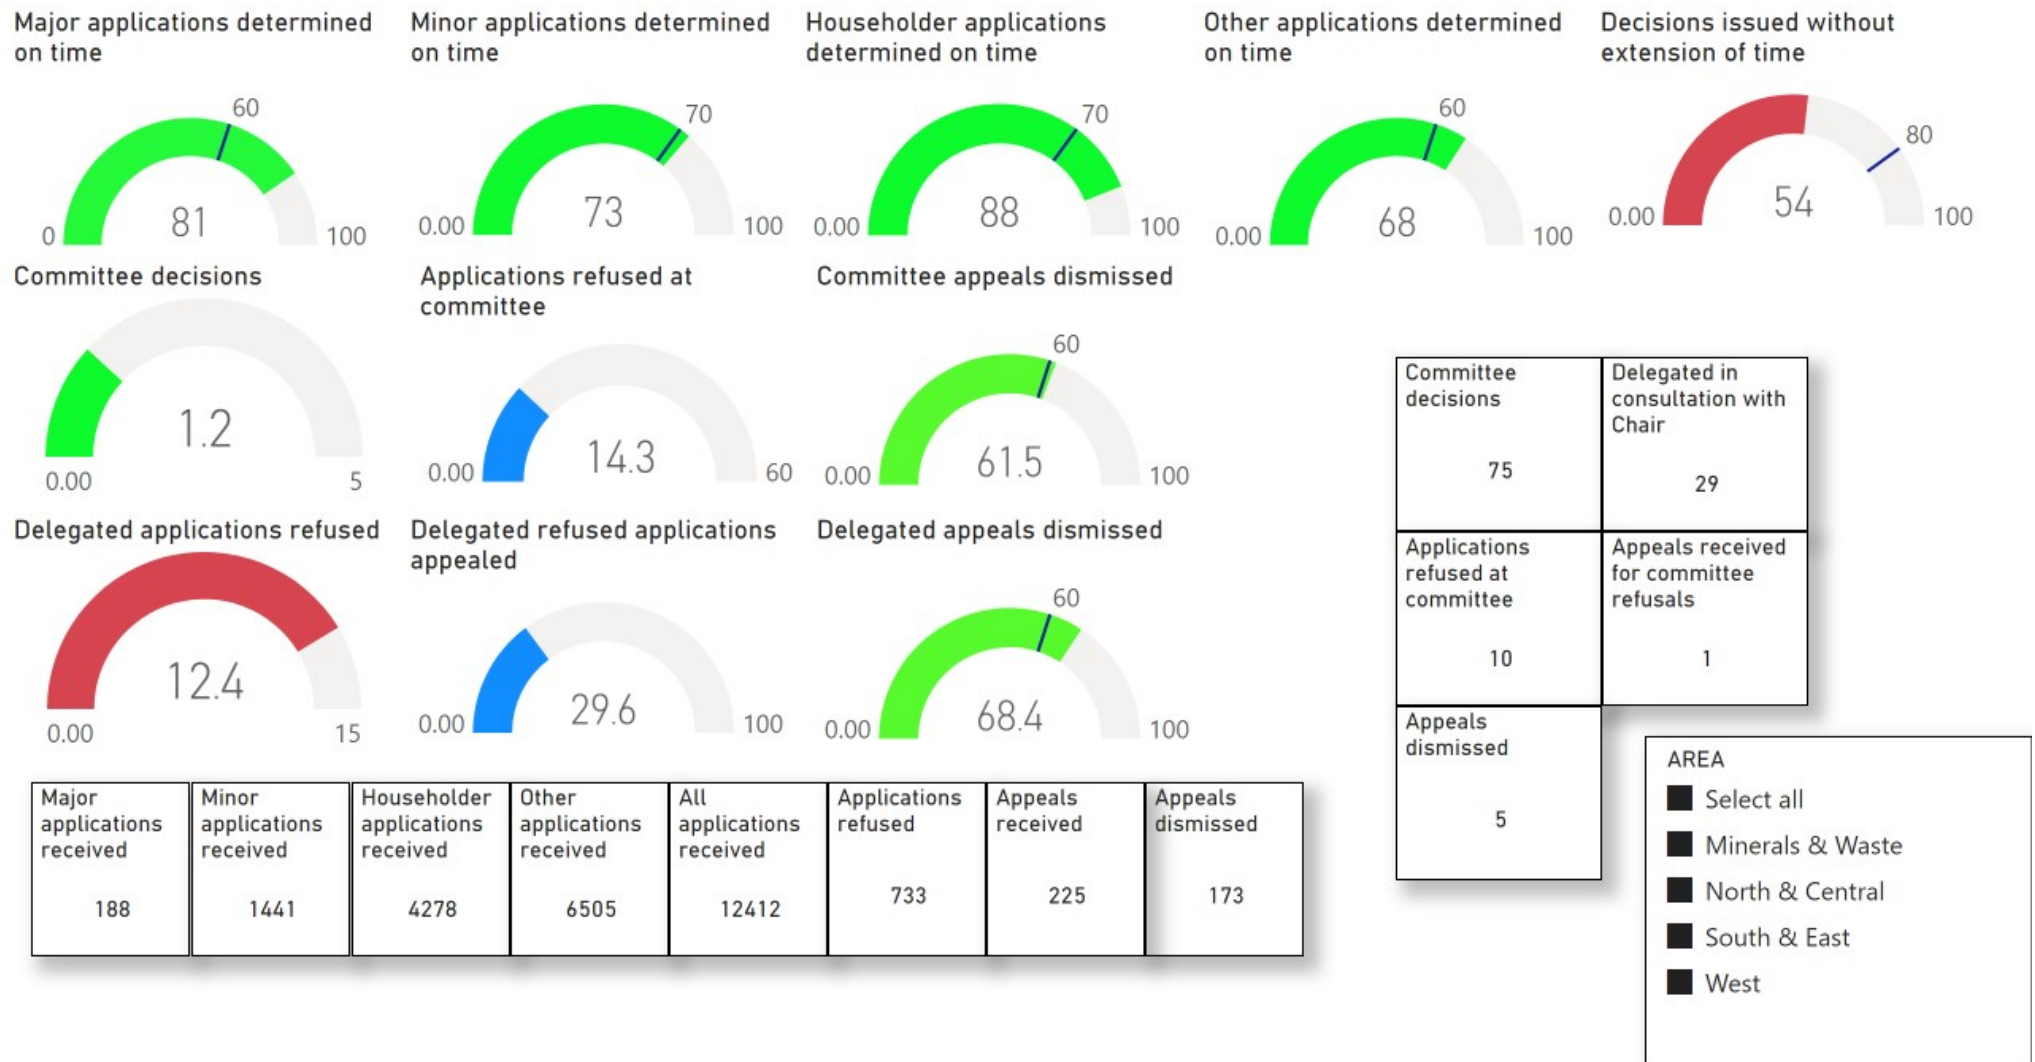 Major applications determined
on time
60
0
81
100
Minor applications determined
on time
70
0.00
73
100
Householder applications
determined on time
70
0.00
88
100
Other applications determined
on time
60
0.00
68
100
Decisions issued without
extension of time
80
0.00
54
100
Committee decisions
1.2
0.00
5
Applications refused at
committee
0.00
14.3
60
Committee appeals dismissed
60
0.00
61.5
100
Delegated applications refused
12.4
0.00
15
Delegated refused applications
appealed
0.00
29.6
100
Delegated appeals dismissed
60
0.00
68.4
100
Committee
decisions
75
Delegated in
consultation with
Chair
29
Applications
refused at
committee
10
Appeals received
for committee
refusals
1
Appeals
dismissed
5
Major
applications
received
188
Minor
applications
received
1441
Householder
applications
received
4278
Other
applications
received
6505
All
applications
received
12412
Applications
refused
733
Appeals
received
225
Appeals
dismissed
173
AREA
Select all
Minerals & Waste
North & Central
South & East
West